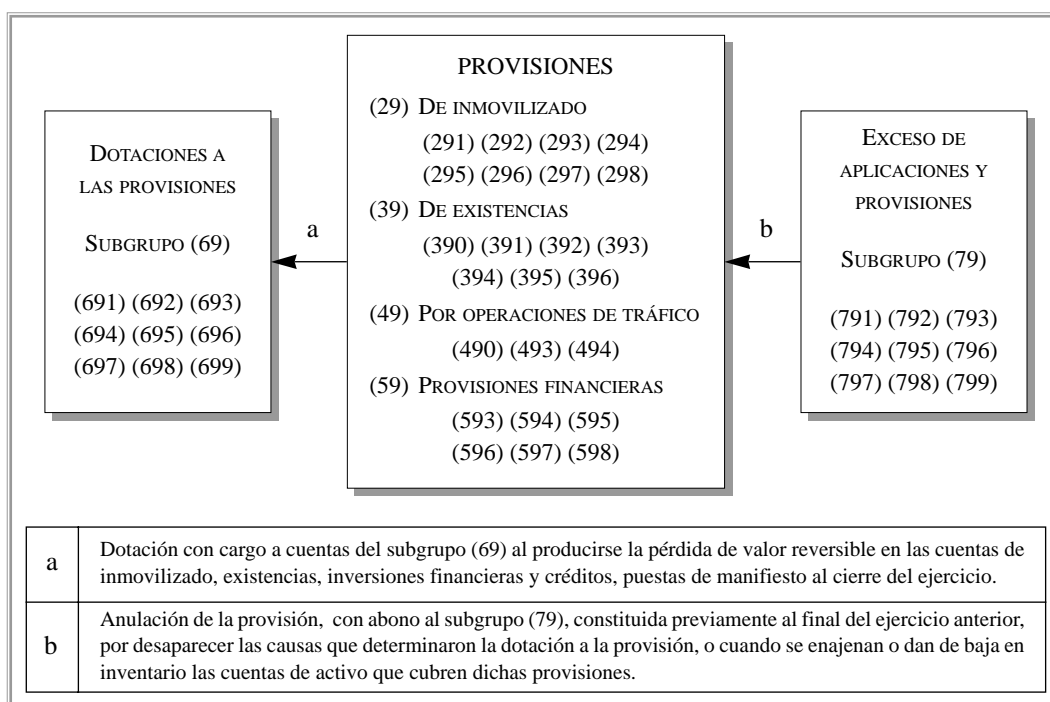 DOTACIONES A
LAS PROVISIONES
SUBGRUPO (69)
(691) (692) (693)
(694) (695) (696)
(697) (698) (699)
a
PROVISIONES
(29) DE INMOVILIZADO
(291) (292) (293) (294)
(295) (296) (297) (298)
(39) DE EXISTENCIAS
(390) (391) (392) (393)
(394) (395) (396)
(49) POR OPERACIONES DE TRÁFICO
(490) (493) (494)
(59) PROVISIONES FINANCIERAS
(593) (594) (595)
(596) (597) (598)
b
EXCESO DE
APLICACIONES Y
PROVISIONES
SUBGRUPO (79)
(791) (792) (793)
(794) (795) (796)
(797) (798) (799)
a
Dotación con cargo a cuentas del subgrupo (69) al producirse la pérdida de valor reversible en las cuentas de
inmovilizado, existencias, inversiones financieras y créditos, puestas de manifiesto al cierre del ejercicio.
b
Anulación de la provisión, con abono al subgrupo (79), constituida previamente al final del ejercicio anterior,
por desaparecer las causas que determinaron la dotación a la provisión, o cuando se enajenan o dan de baja en
inventario las cuentas de activo que cubren dichas provisiones.